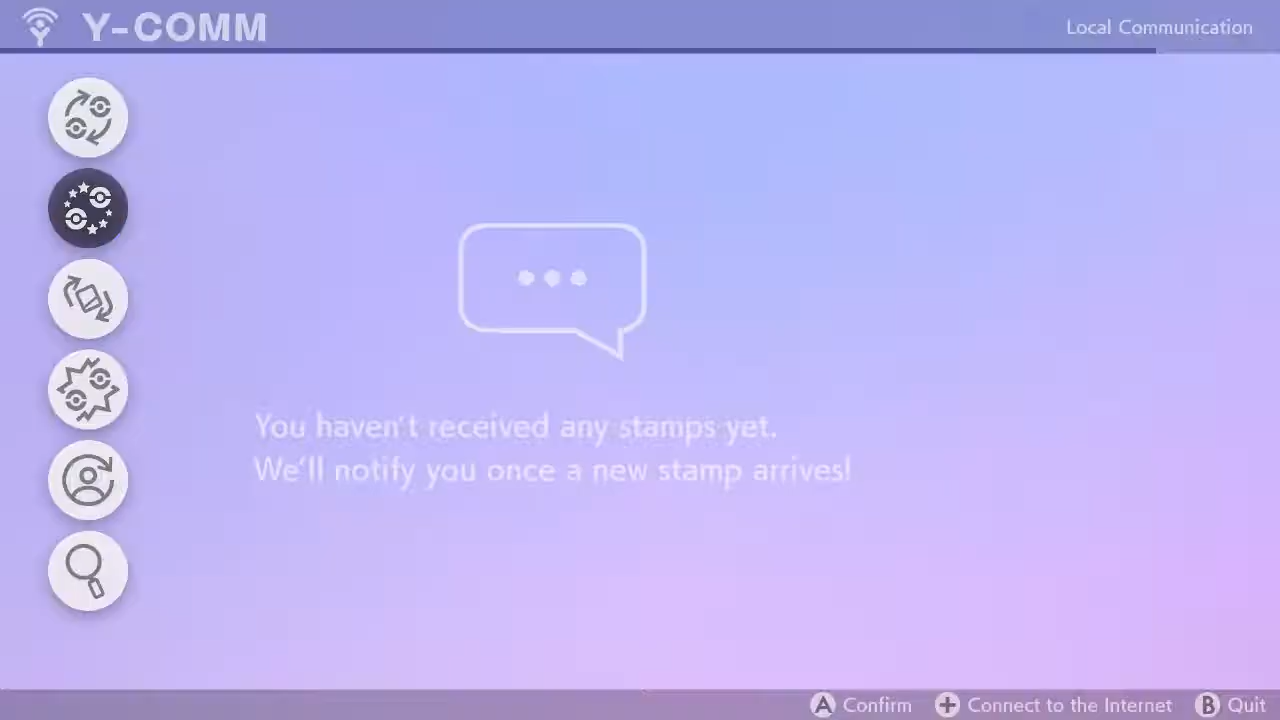 Y-COMM
Local Communication
You haven't received any stamps yet.
We'll notify you once a new stamp arrives!
A Confirm + Connect to the Internet B Quit